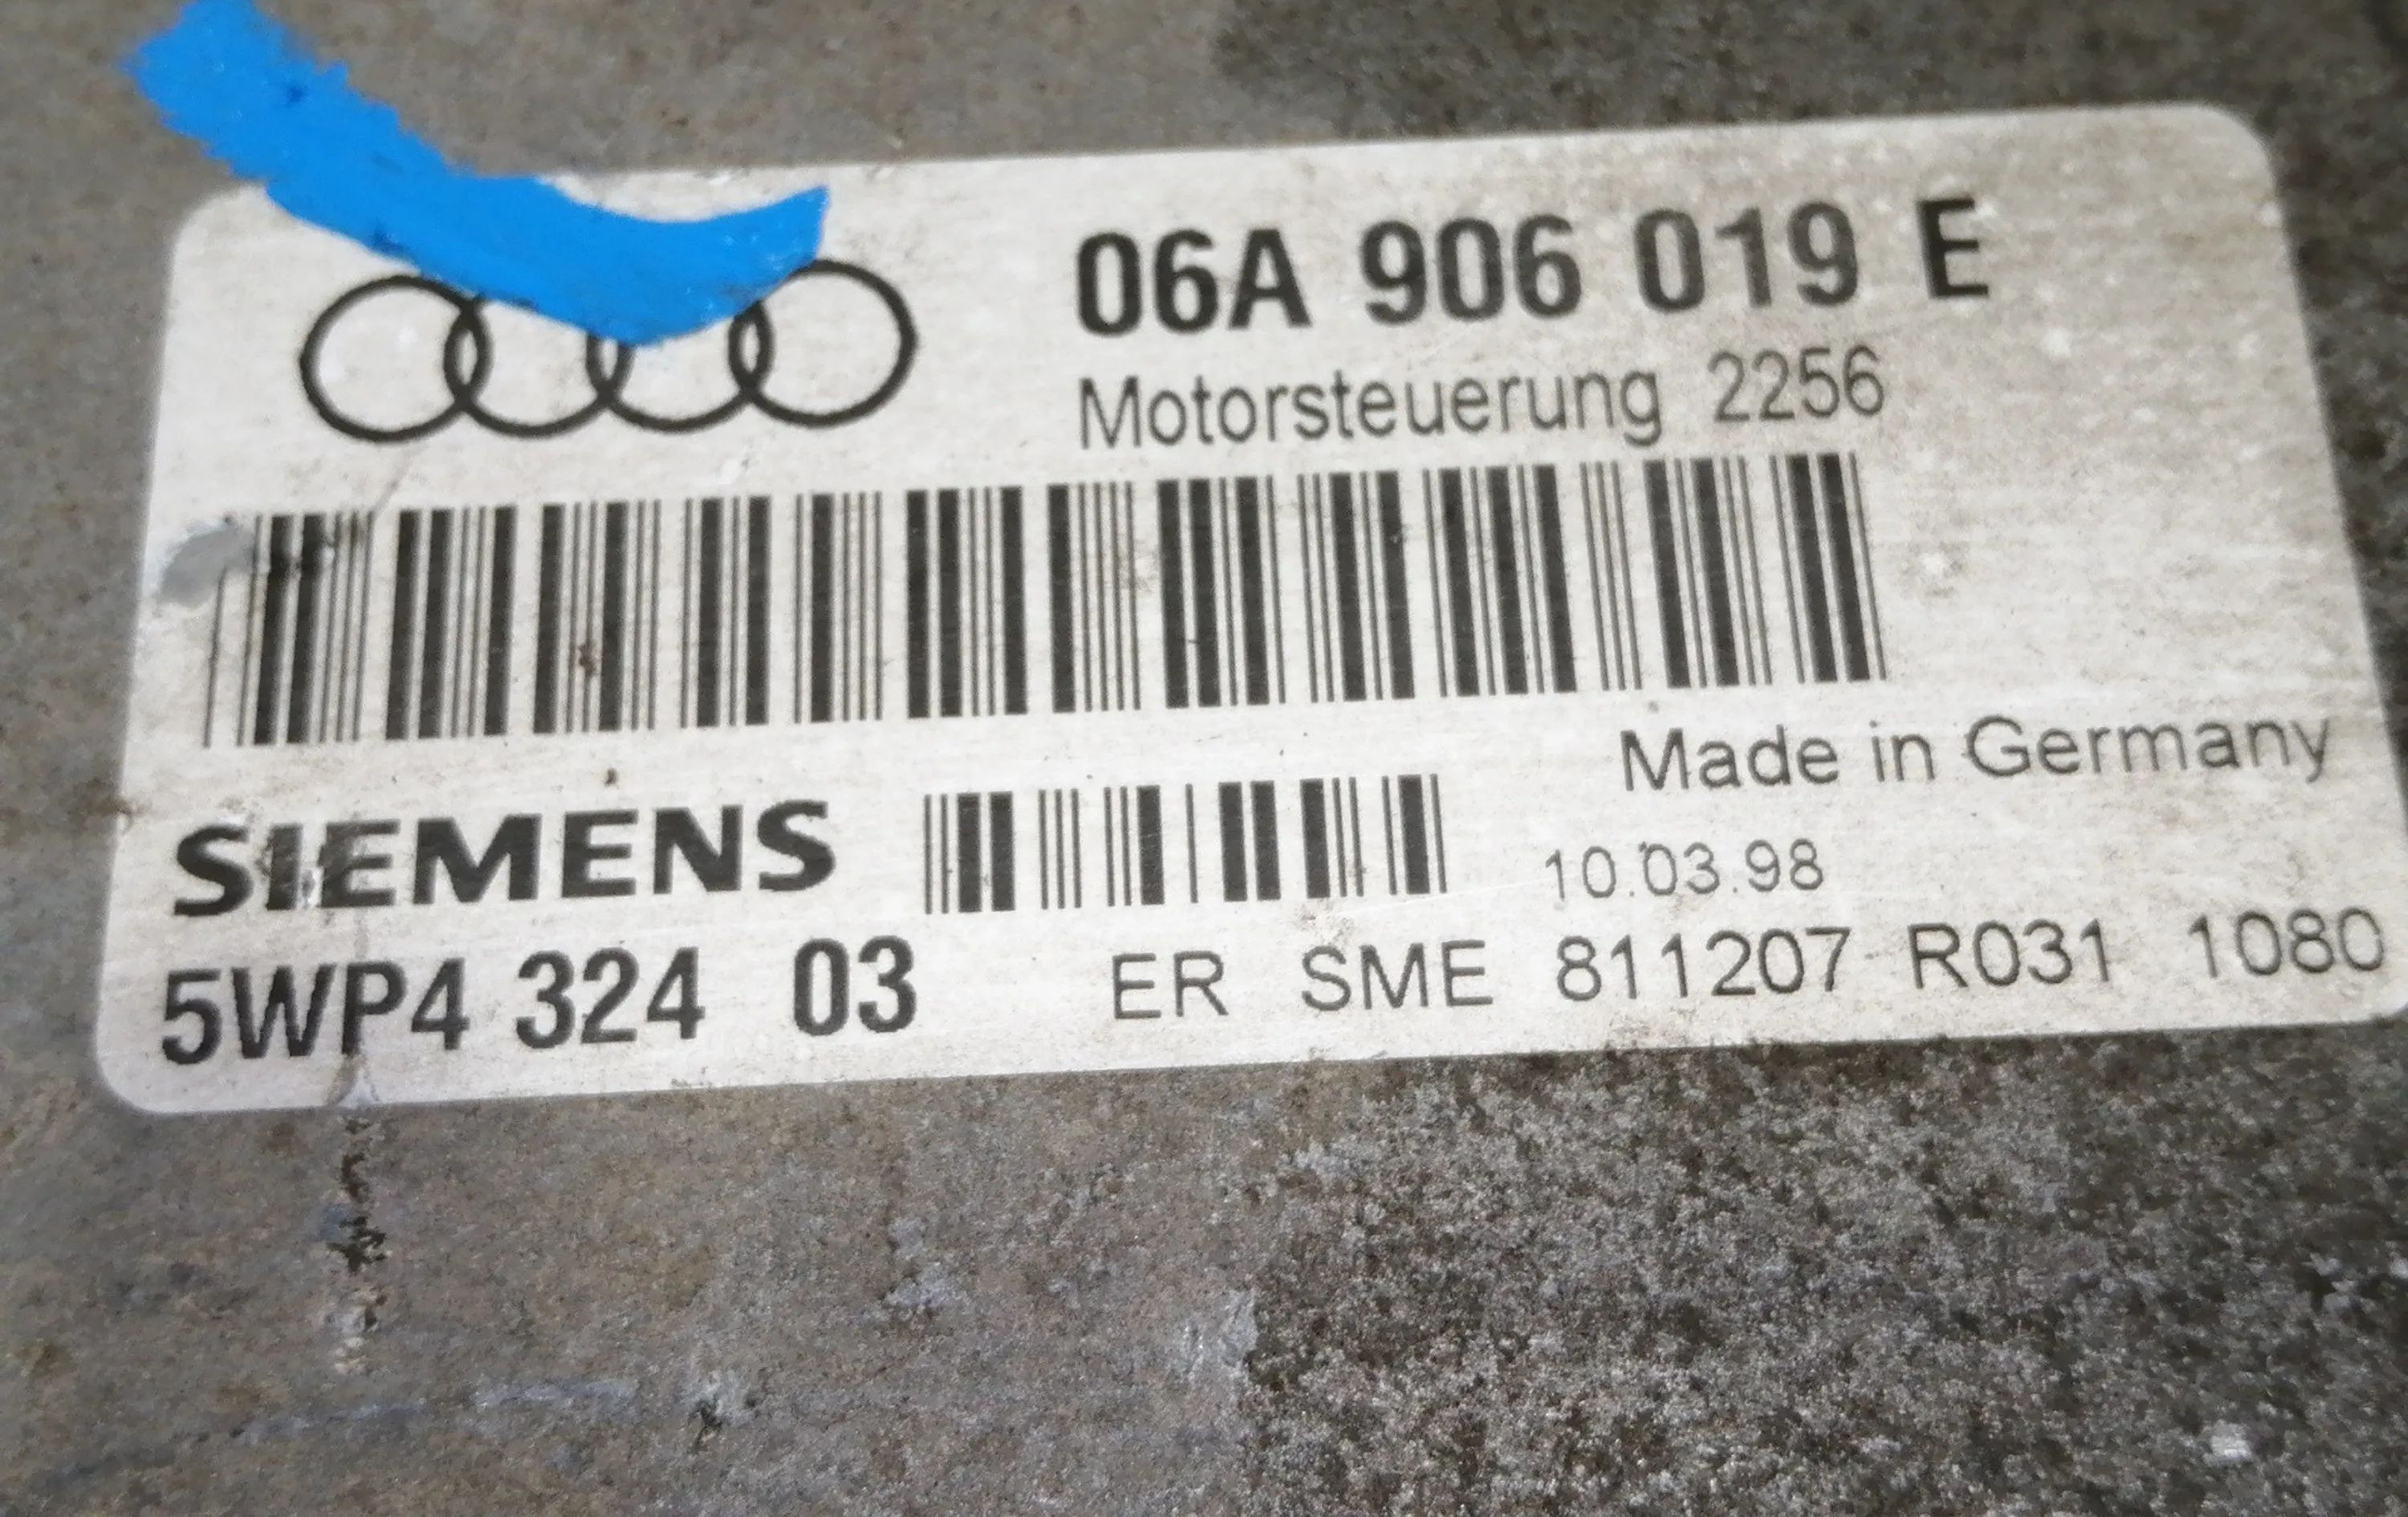 06A 906 019 E
Motorsteuerung 2256
Made in Germany
SIEMENS
10.03.98
5WP4 324 03 ER SME 811207 R031 1080